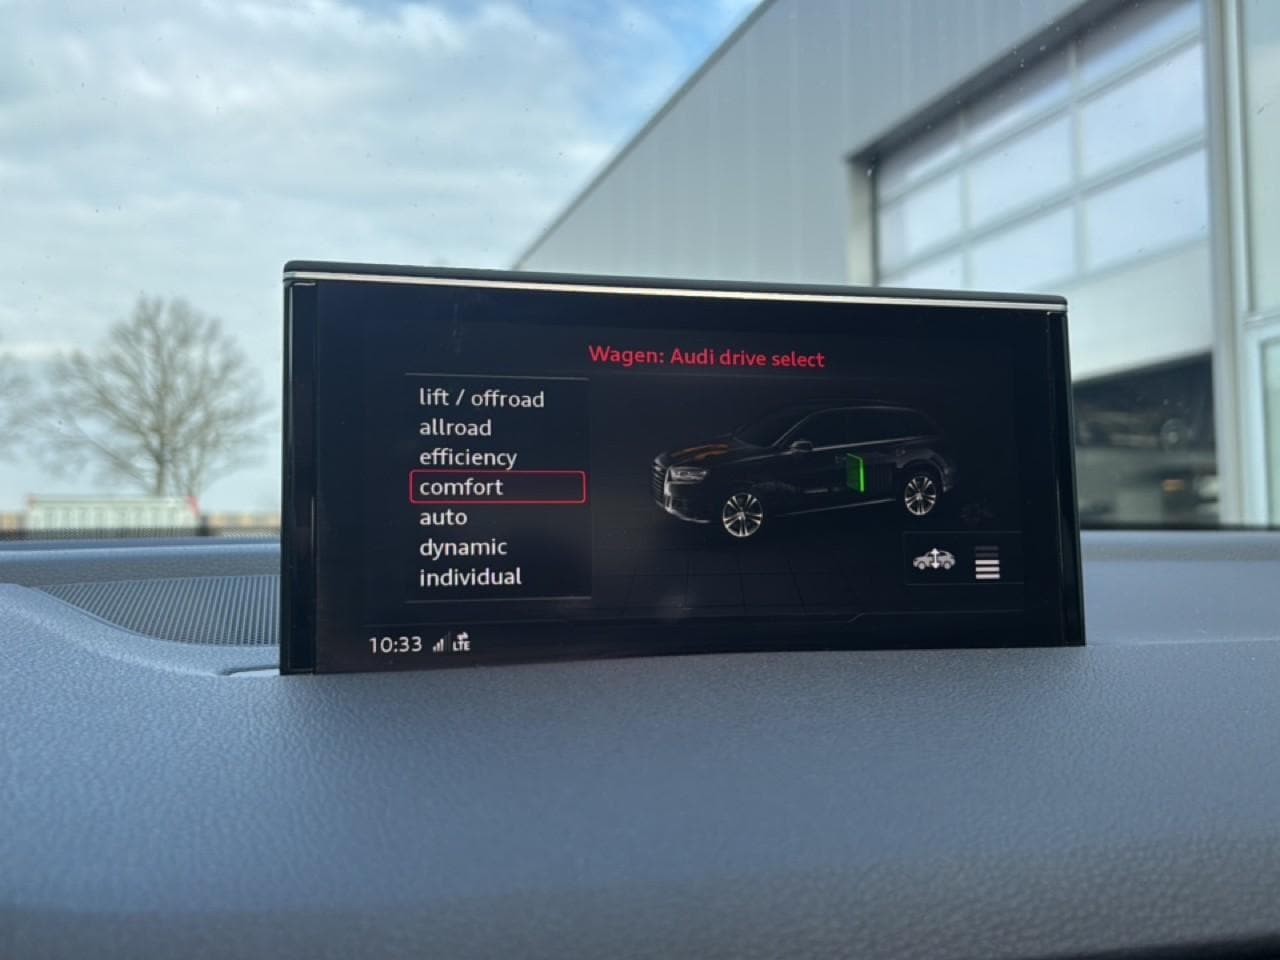 Wagen: Audi drive select
lift / offroad
allroad
efficiency
comfort
auto
dynamic
individual
10:33 LTE